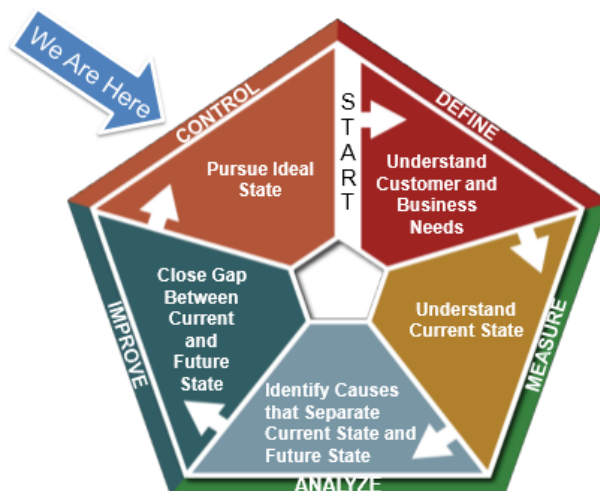 We Are Here
CONTROL
START
DEFINE
Pursue Ideal
State
Understand
Customer and
Business
Needs
Close Gap
Between
Current
and
Future
State
Understand
Current State
IMPROVE
MEASURE
Identify Causes
that Separate
Current State and
Future State
ANALYZE